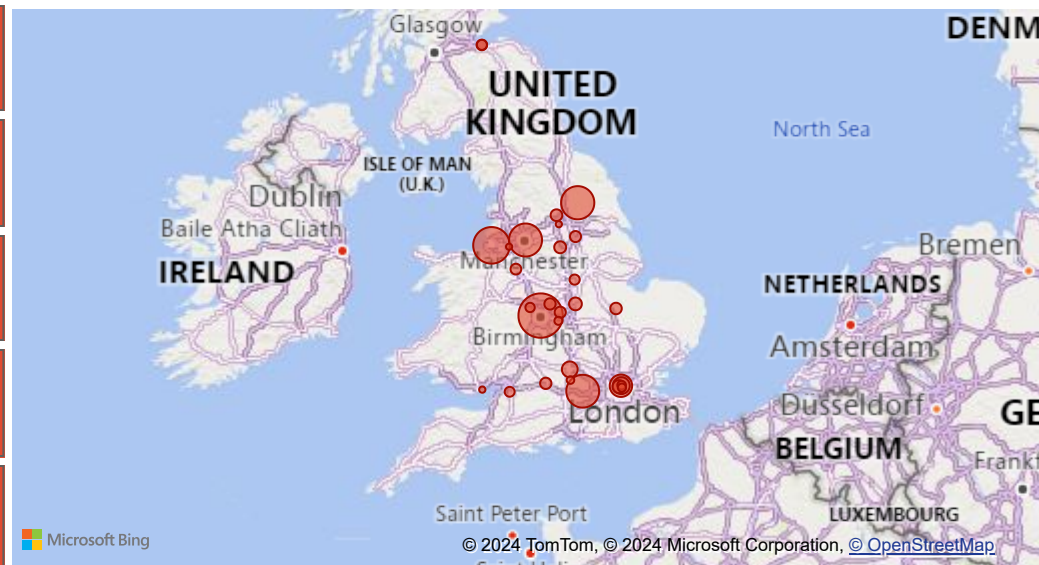 Glasgow
DENM
UNITED
KINGDOM
North Sea
ISLE OF MAN
(U.K.)
Dublin
Baile Atha Cliath
IRELAND
Manchester
Bremen
NETHERLANDS
Birmingham
Amsterdam
London
Düsseldorf
GE
BELGIUM
Frankf
Saint Peter Port
LUXEMBOURG
Microsoft Bing
© 2024 TomTom, © 2024 Microsoft Corporation, © OpenStreetMap